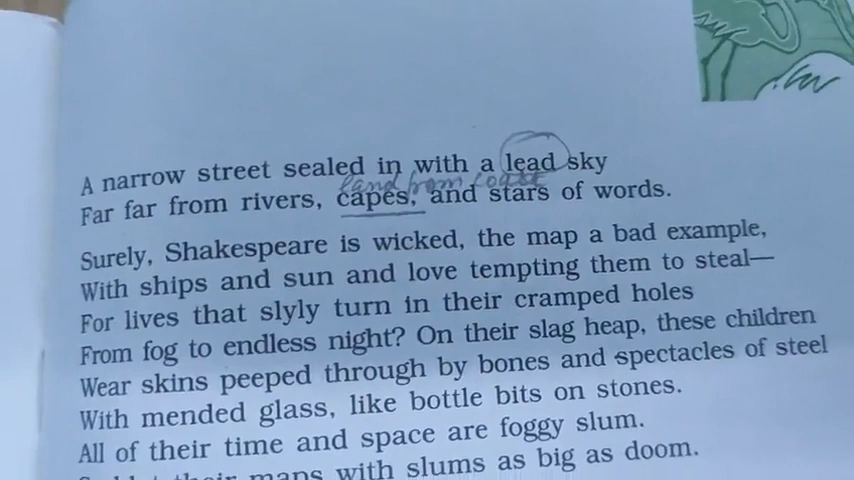 A narrow street sealed in with a lead sky
land from coast
Far far from rivers, capes, and stars of words.
Surely, Shakespeare is wicked, the map a bad example,
With ships and sun and love tempting them to steal—
For lives that slyly turn in their cramped holes
From fog to endless night? On their slag heap, these children
Wear skins peeped through by bones and spectacles of steel
With mended glass, like bottle bits on stones.
All of their time and space are foggy slum.
their maps with slums as big as doom.